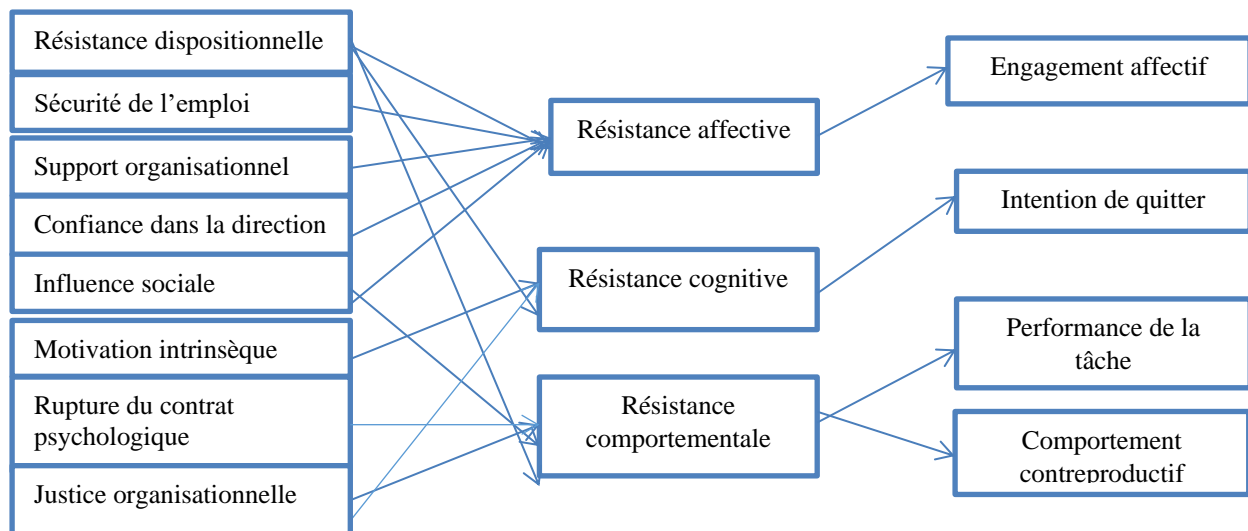 Résistance dispositionnelle
Sécurité de l’emploi
Support organisationnel
Confiance dans la direction
Influence sociale
Motivation intrinsèque
Rupture du contrat
psychologique
Justice organisationnelle
Résistance affective
Résistance cognitive
Résistance
comportementale
Engagement affectif
Intention de quitter
Performance de la
tâche
Comportement
contreproductif